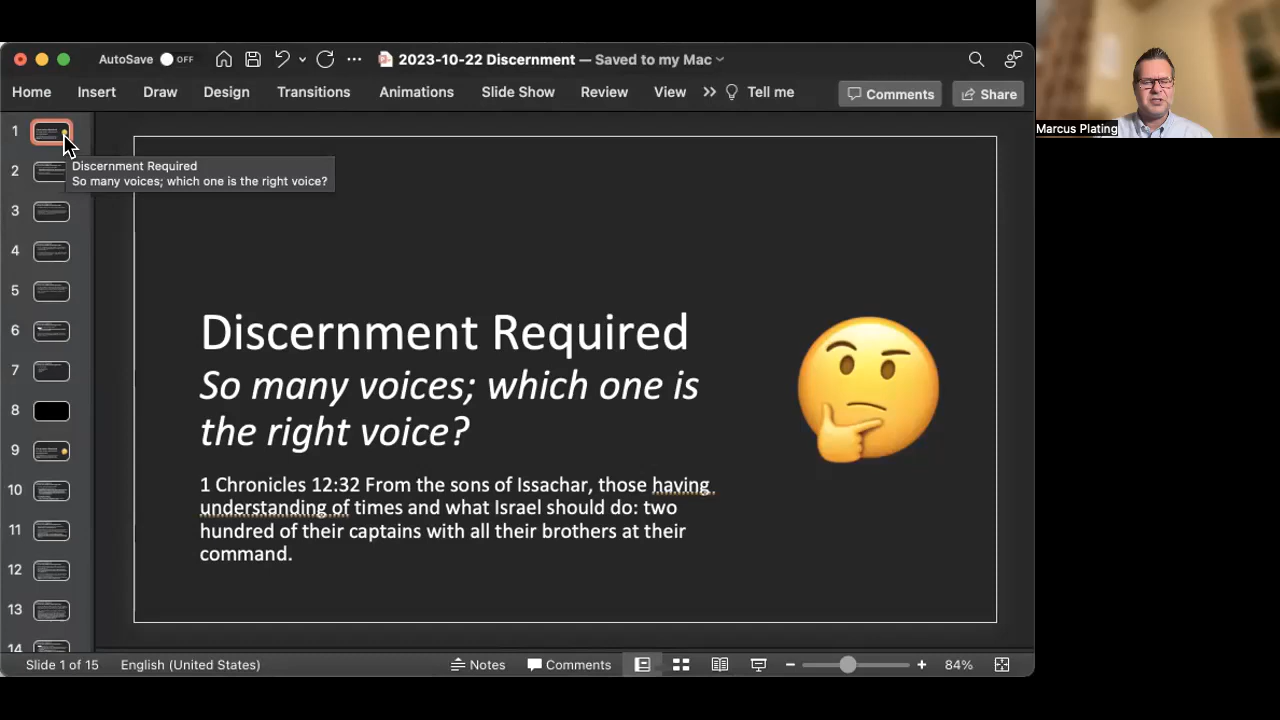 AutoSave OFF 2023-10-22 Discernment — Saved to my Mac
Home Insert Draw Design Transitions Animations Slide Show Review View Tell me Comments Share
Marcus Plating
1
Discernment Required
So many voices; which one is the right voice?
2
3
4
5
6
7
8
9
10
11
12
13
14
Discernment Required
So many voices; which one is
the right voice?
1 Chronicles 12:32 From the sons of Issachar, those having
understanding of times and what Israel should do: two
hundred of their captains with all their brothers at their
command.
Slide 1 of 15 English (United States) Notes Comments 84%